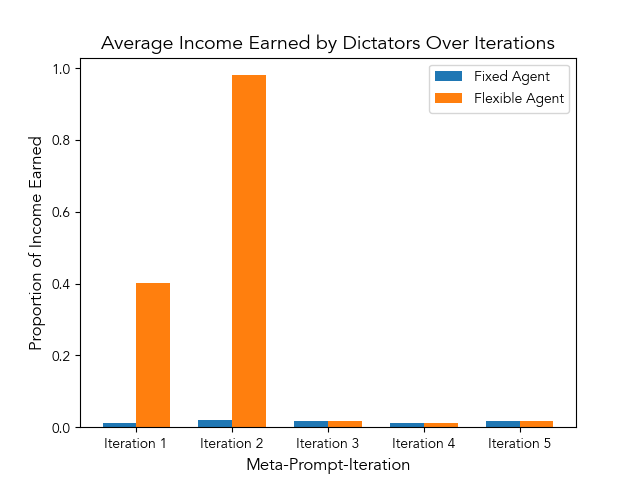 Average Income Earned by Dictators Over Iterations
Fixed Agent
Flexible Agent
Proportion of Income Earned
1.0
0.8
0.6
0.4
0.2
0.0
Iteration 1
Iteration 2
Iteration 3
Iteration 4
Iteration 5
Meta-Prompt-Iteration